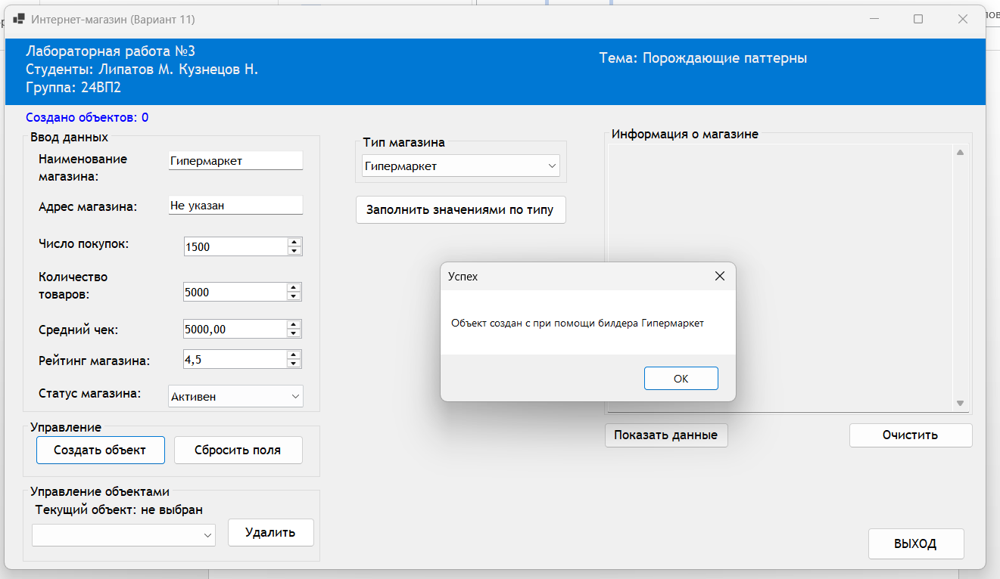 Интернет-магазин (Вариант 11)
Лабораторная работа №3
Студенты: Липатов М. Кузнецов Н.
Группа: 24ВП2
Тема: Порождающие паттерны
Создано объектов: 0
Ввод данных
Наименование
магазина:
Гипермаркет
Адрес магазина:
Не указан
Число покупок:
1500
Количество
товаров:
5000
Средний чек:
5000,00
Рейтинг магазина:
4,5
Статус магазина:
Активен
Управление
Создать объект
Сбросить поля
Управление объектами
Текущий объект: не выбран
Удалить
Тип магазина
Гипермаркет
Заполнить значениями по типу
Информация о магазине
Успех
Объект создан с при помощи билдера Гипермаркет
ОК
Показать данные
Очистить
ВЫХОД